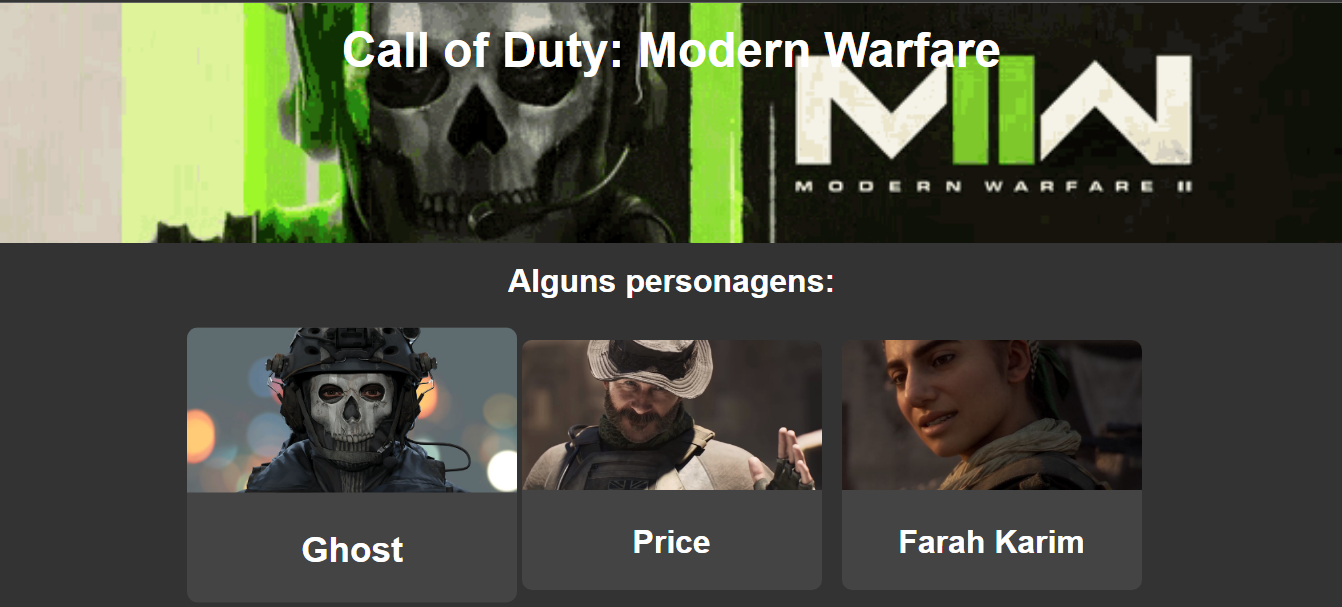 Call of Duty: Modern Warfare
MIIW
MODERN WARFARE II
Alguns personagens:
Ghost
Price
Farah Karim